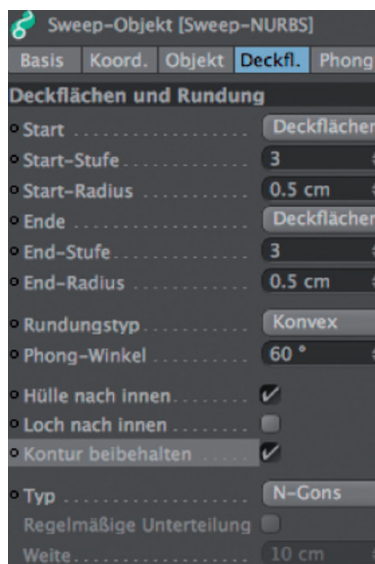 Sweep-Objekt [Sweep-NURBS]
Basis Koord. Objekt Deckfl. Phong
Deckflächen und Rundung
Start Deckflächen
Start-Stufe 3
Start-Radius 0.5 cm
Ende Deckflächen
End-Stufe 3
End-Radius 0.5 cm
Rundungstyp Konvex
Phong-Winkel 60 °
Hülle nach innen
Loch nach innen
Kontur beibehalten
Typ N-Gons
Regelmäßige Unterteilung
Weite 10 cm